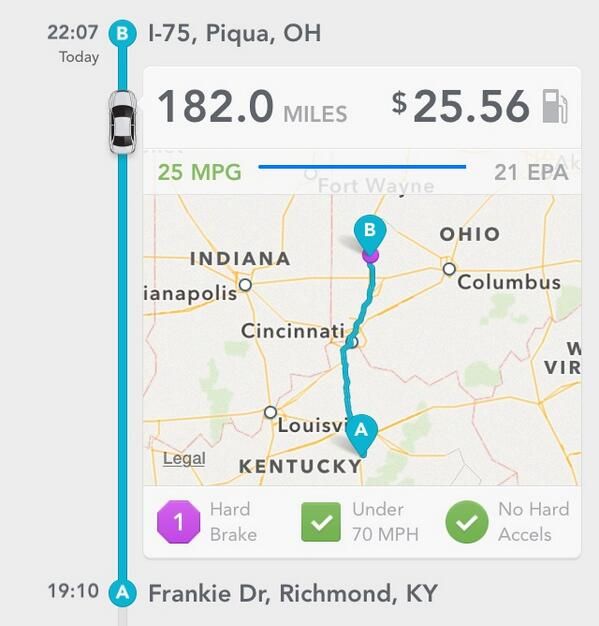 22:07
B
I-75, Piqua, OH
Today
182.0 MILES
$25.56
25 MPG
21 EPA
Fort Wayne
B
OHIO
INDIANA
ianapolis
Columbus
Cincinnati
W
VIR
Louisvi
A
Legal
KENTUCKY
1
Hard
Brake
Under
70 MPH
No Hard
Accels
19:10
A
Frankie Dr, Richmond, KY